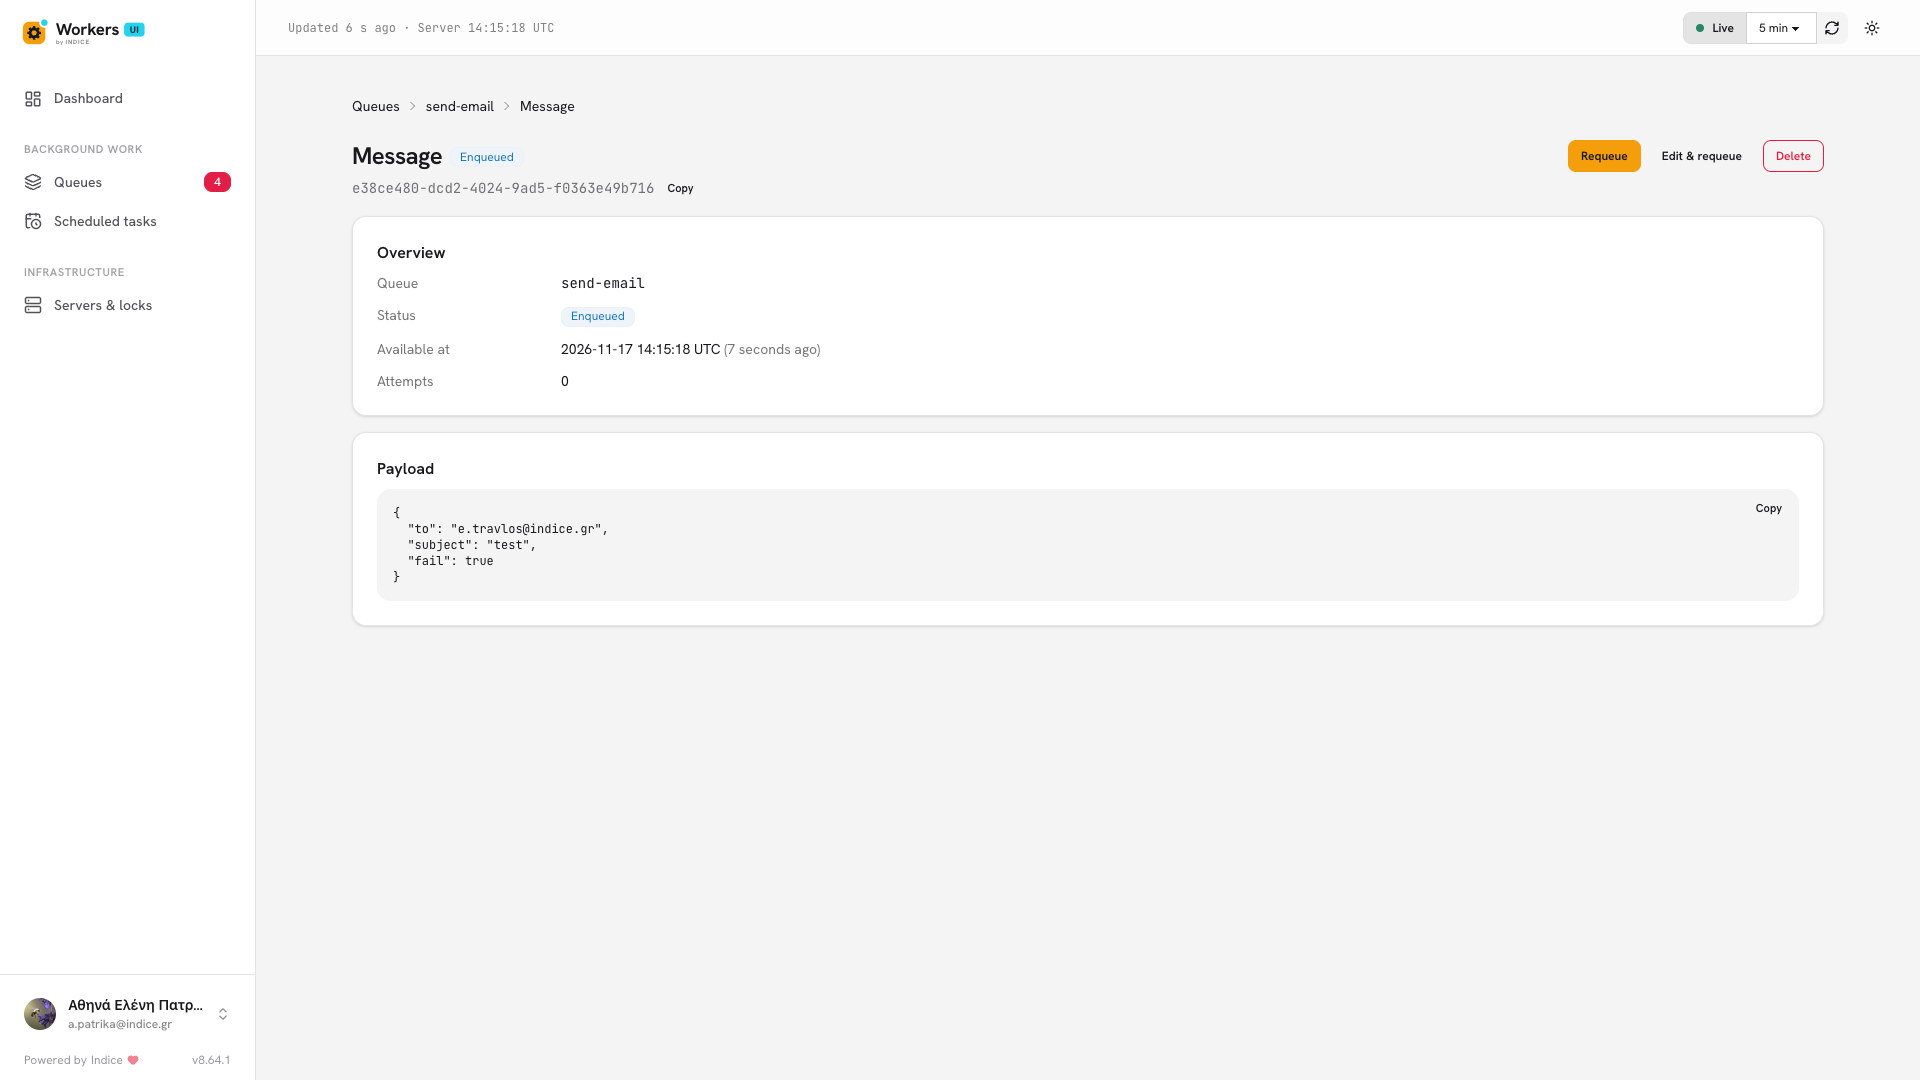 Workers UI
by INDICE
Updated 6 s ago · Server 14:15:18 UTC
Live
5 min
Dashboard
BACKGROUND WORK
Queues
4
Scheduled tasks
INFRASTRUCTURE
Servers & locks
Queues > send-email > Message
Message
Enqueued
Requeue
Edit & requeue
Delete
e38ce480-dcd2-4024-9ad5-f0363e49b716
Copy
Overview
Queue
send-email
Status
Enqueued
Available at
2026-11-17 14:15:18 UTC (7 seconds ago)
Attempts
0
Payload
Copy
{
"to": "e.travlos@indice.gr",
"subject": "test",
"fail": true
}
Αθηνά Ελένη Πατρ...
a.patrika@indice.gr
Powered by Indice
v8.64.1